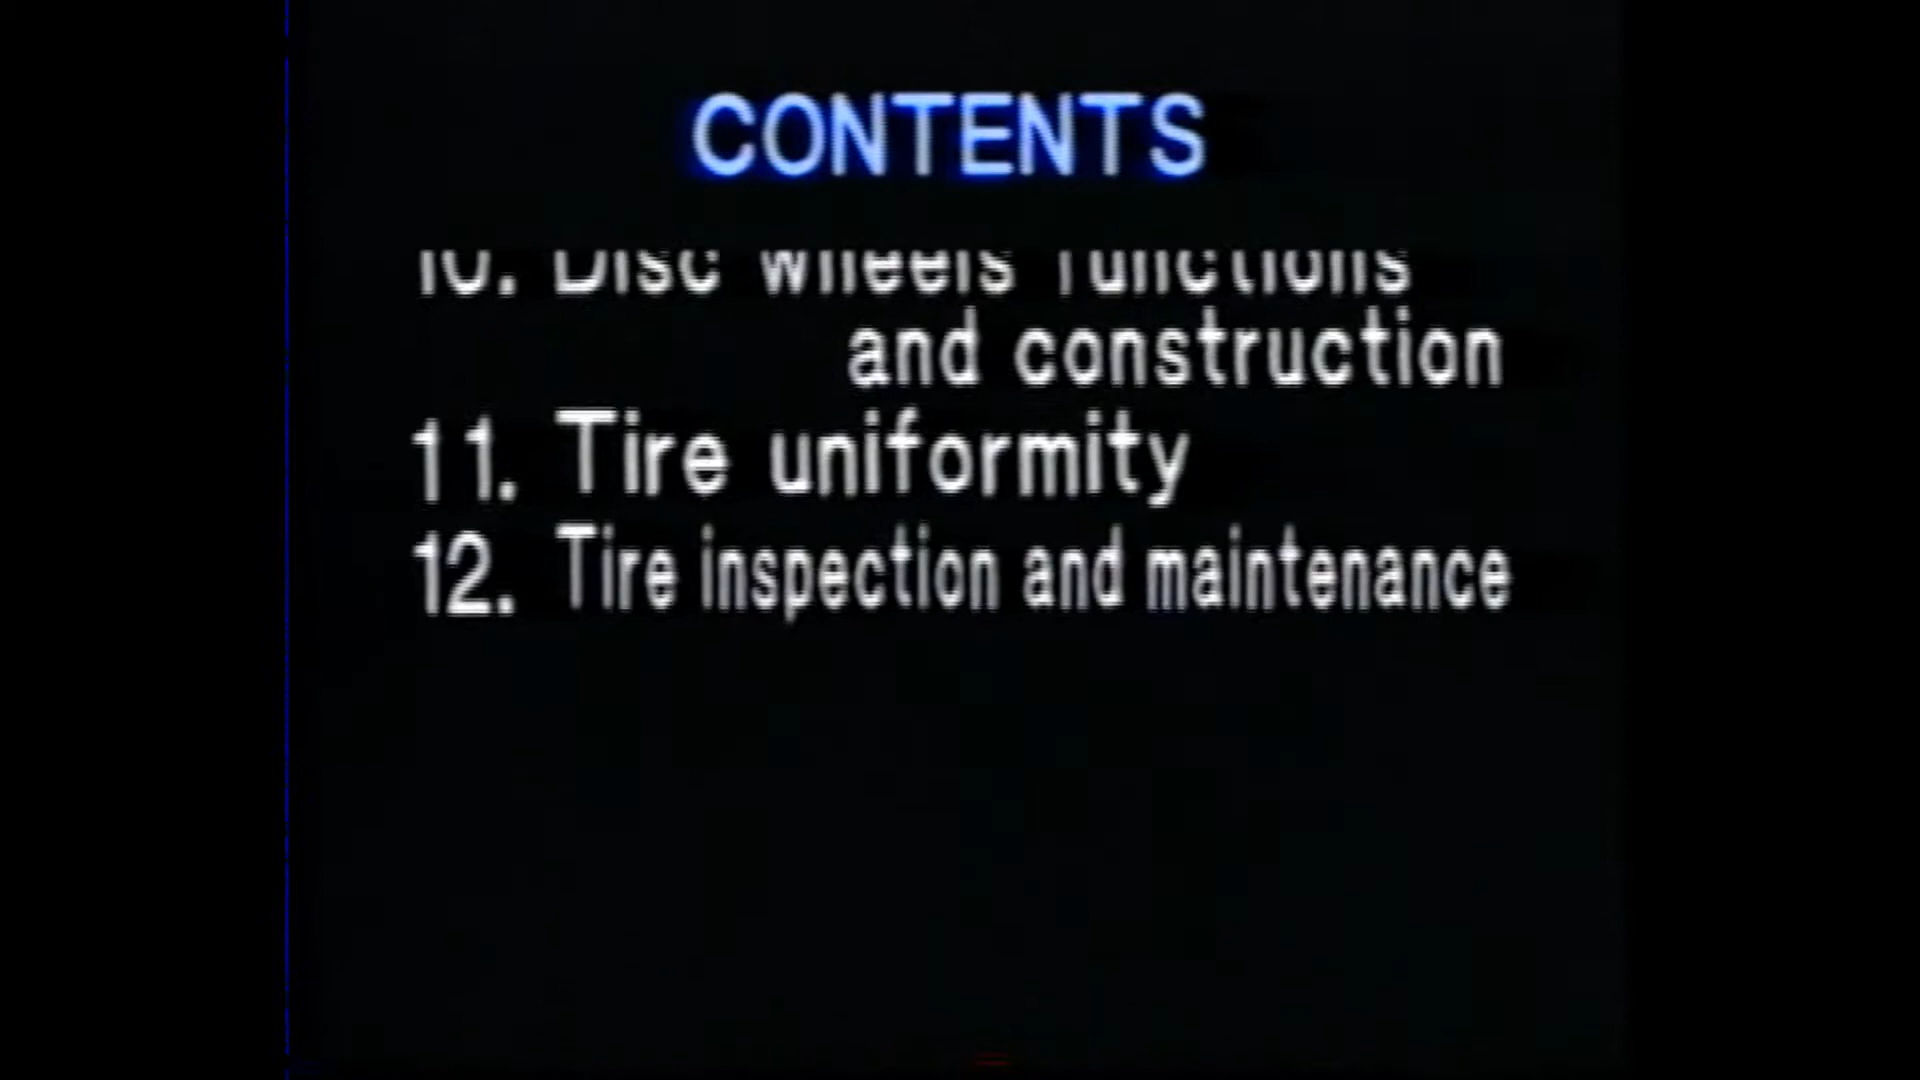 CONTENTS
10. Disc wheels functions
and construction
11. Tire uniformity
12. Tire inspection and maintenance